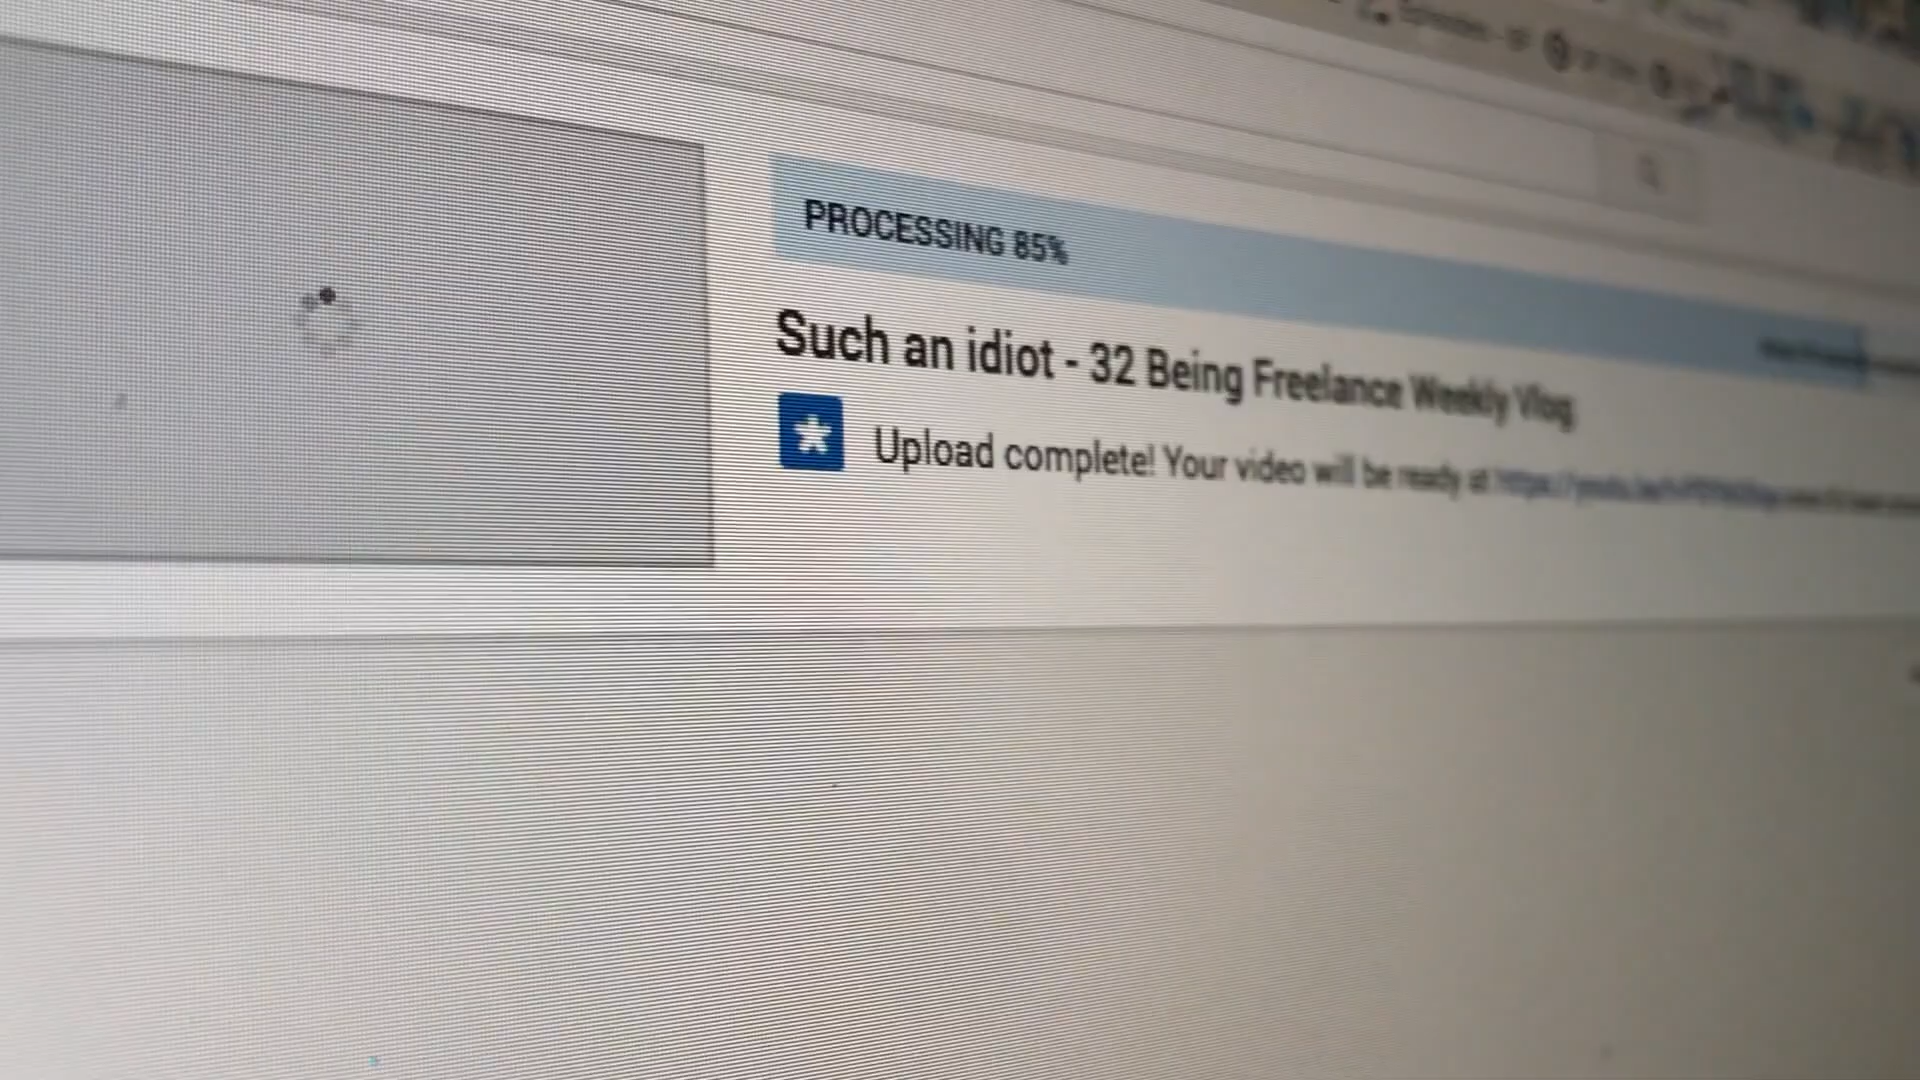 PROCESSING 85%
Such an idiot - 32 Being Freelance Weekly Vlog
Upload complete! Your video will be ready at